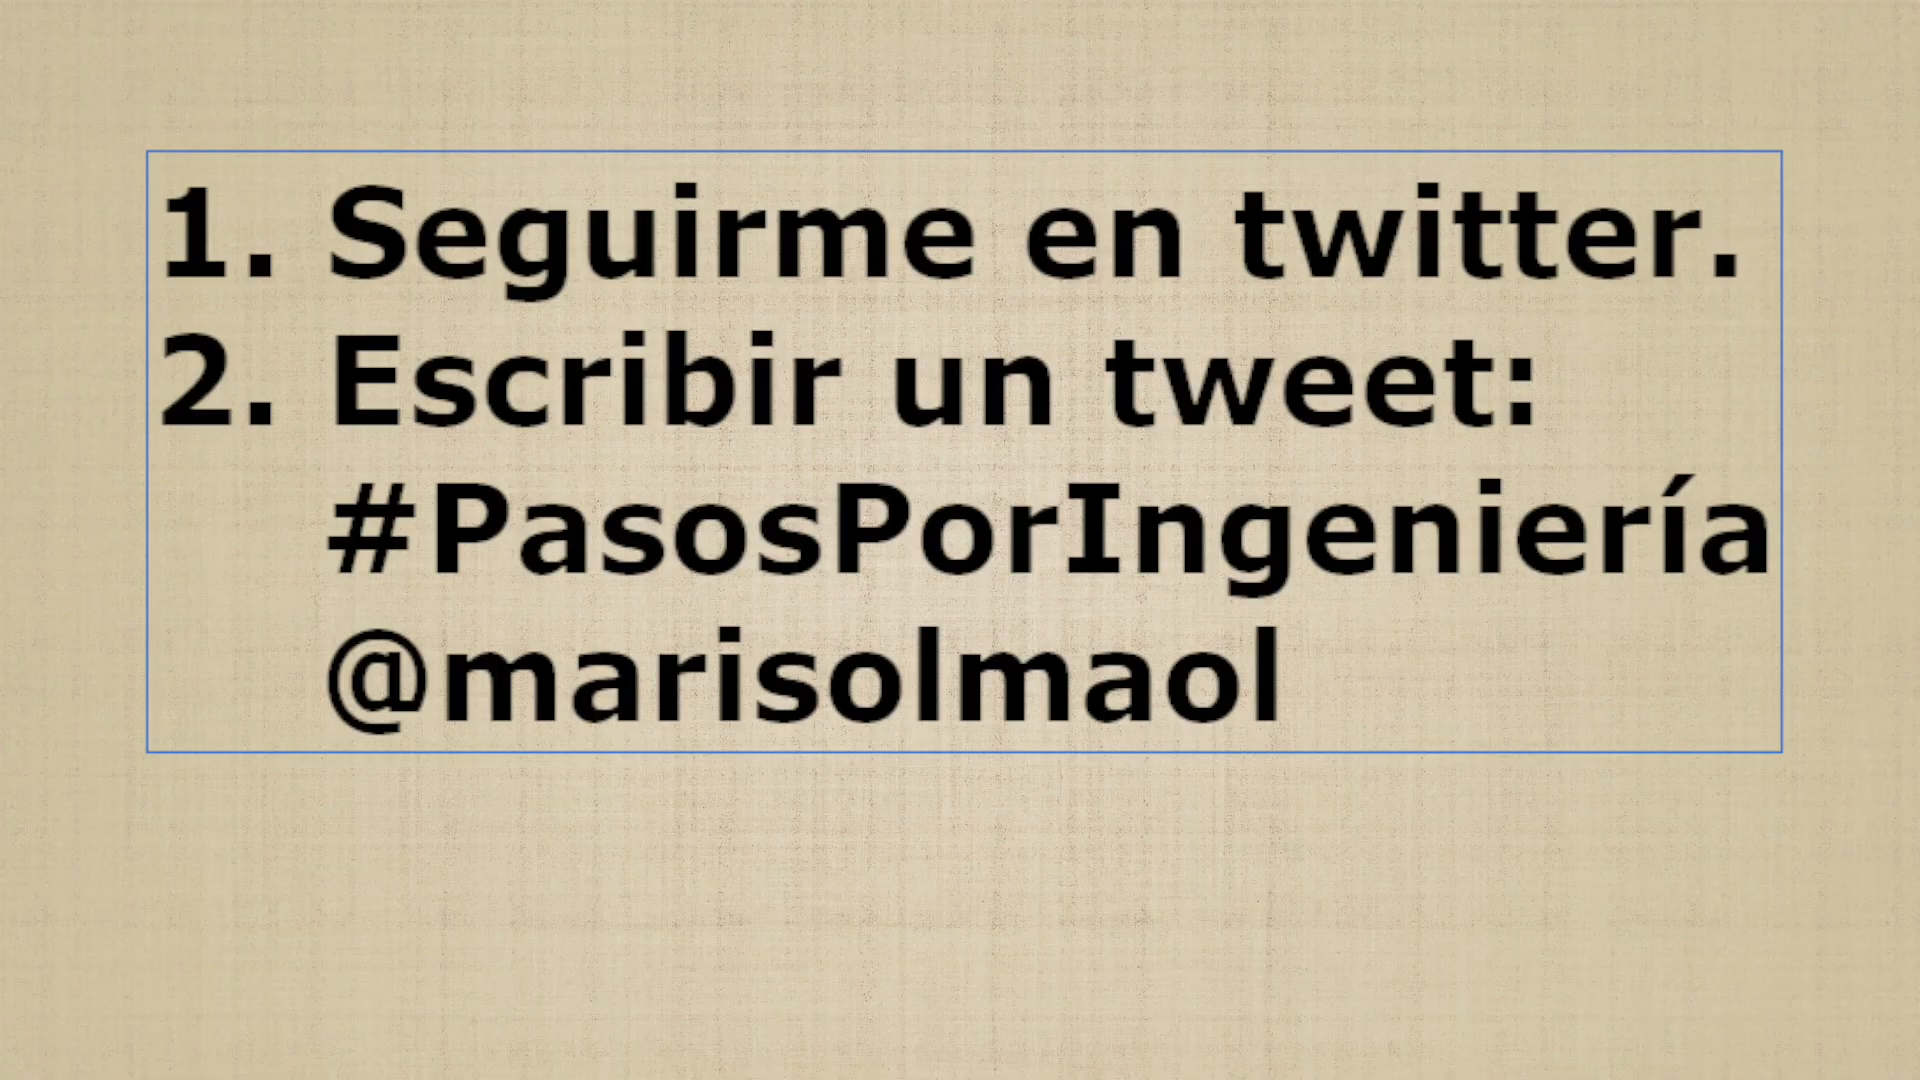 1. Seguirme en twitter.
2. Escribir un tweet:
#PasosPorIngeniería
@marisolmaol